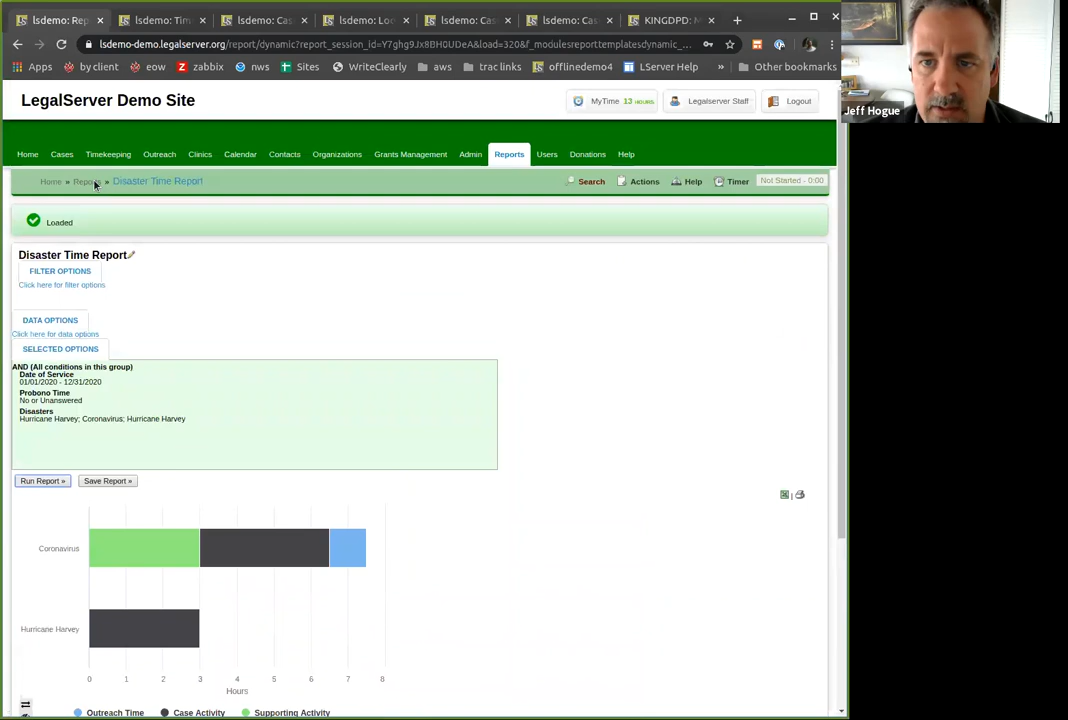 lsdemo: Rep
lsdemo: Tim
lsdemo: Cas
lsdemo: Loc
lsdemo: Cas
lsdemo: Cas
KINGDPD: M
lsdemo-demo.legalserver.org/report/dynamic?report_session_id=Y7ghg9Jx8BH0UDeA&load=320&f_modulesreporttemplatesdynamic_...
Apps
by client
eow
zabbix
nws
Sites
WriteClearly
aws
trac links
offlinedemo4
LServer Help
»
Other bookmarks
Jeff Hogue
LegalServer Demo Site
MyTime 13 HOURS
Legalserver Staff
Logout
Home
Cases
Timekeeping
Outreach
Clinics
Calendar
Contacts
Organizations
Grants Management
Admin
Reports
Users
Donations
Help
Home » Reports » Disaster Time Report
Search
Actions
Help
Timer
Not Started - 0:00
Loaded
Disaster Time Report
FILTER OPTIONS
Click here for filter options
DATA OPTIONS
Click here for data options
SELECTED OPTIONS
AND (All conditions in this group)
Date of Service
01/01/2020 - 12/31/2020
Probono Time
No or Unanswered
Disasters
Hurricane Harvey; Coronavirus; Hurricane Harvey
Run Report »
Save Report »
|
Coronavirus
Hurricane Harvey
0 1 2 3 4 5 6 7 8
Hours
Outreach Time
Case Activity
Supporting Activity